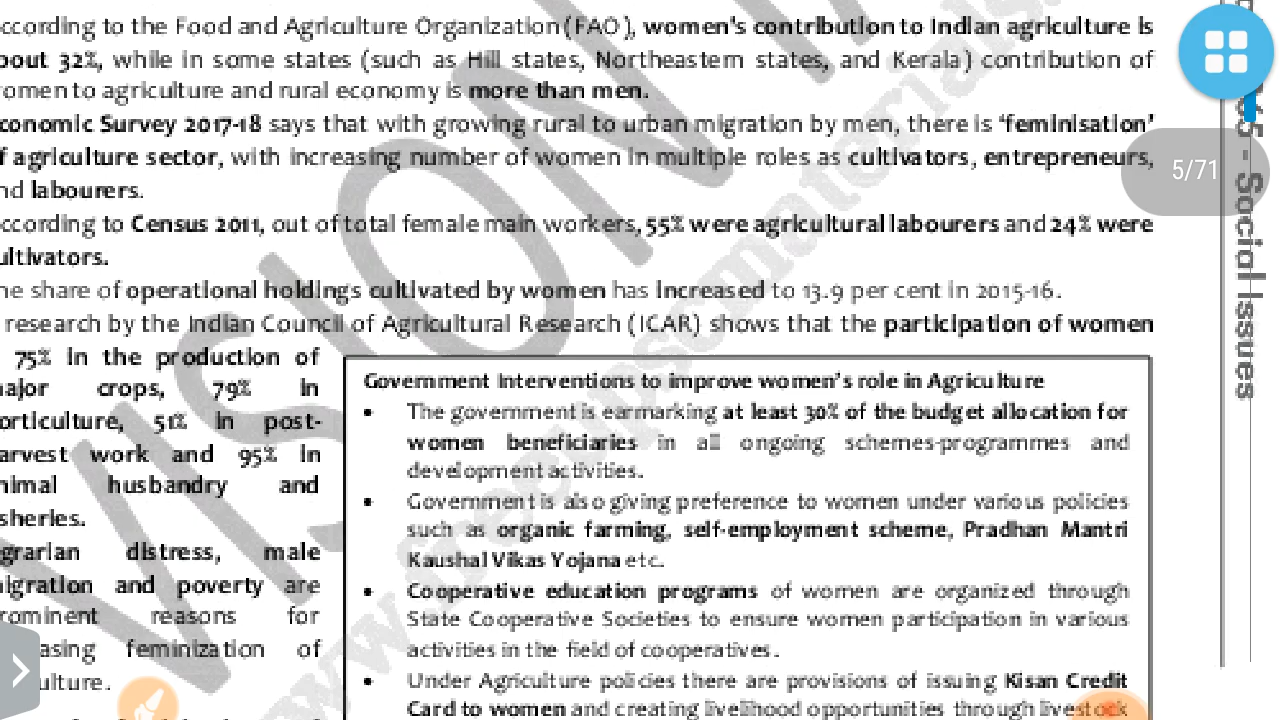 ccording to the Food and Agriculture Organization (FAO), women's contribution to Indian agriculture is
bout 32%, while in some states (such as Hill states, Northeastern states, and Kerala) contribution of
omen to agriculture and rural economy is more than men.
conomic Survey 2017-18 says that with growing rural to urban migration by men, there is 'feminisation'
f agriculture sector, with increasing number of women in multiple roles as cultivators, entrepreneurs,
nd labourers.
ccording to Census 2011, out of total female main workers, 55% were agricultural labourers and 24% were
ultivators.
he share of operational holdings cultivated by women has increased to 13.9 per cent in 2015-16.
research by the Indian Council of Agricultural Research (ICAR) shows that the participation of women
75% in the production of
ajor crops, 79% in
orticulture, 51% in post-
arvest work and 95% in
nimal husbandry and
sheries.
grarian distress, male
igration and poverty are
rominent reasons for
asing feminization of
ulture.
Government Interventions to improve women's role in Agriculture
• The government is earmarking at least 30% of the budget allocation for
women beneficiaries in all ongoing schemes-programmes and
development activities.
• Government is also giving preference to women under various policies
such as organic farming, self-employment scheme, Pradhan Mantri
Kaushal Vikas Yojana etc.
• Cooperative education programs of women are organized through
State Cooperative Societies to ensure women participation in various
activities in the field of cooperatives.
• Under Agriculture policies there are provisions of issuing Kisan Credit
Card to women and creating livelihood opportunities through livestock
5/71
365 - Social Issues
VISION